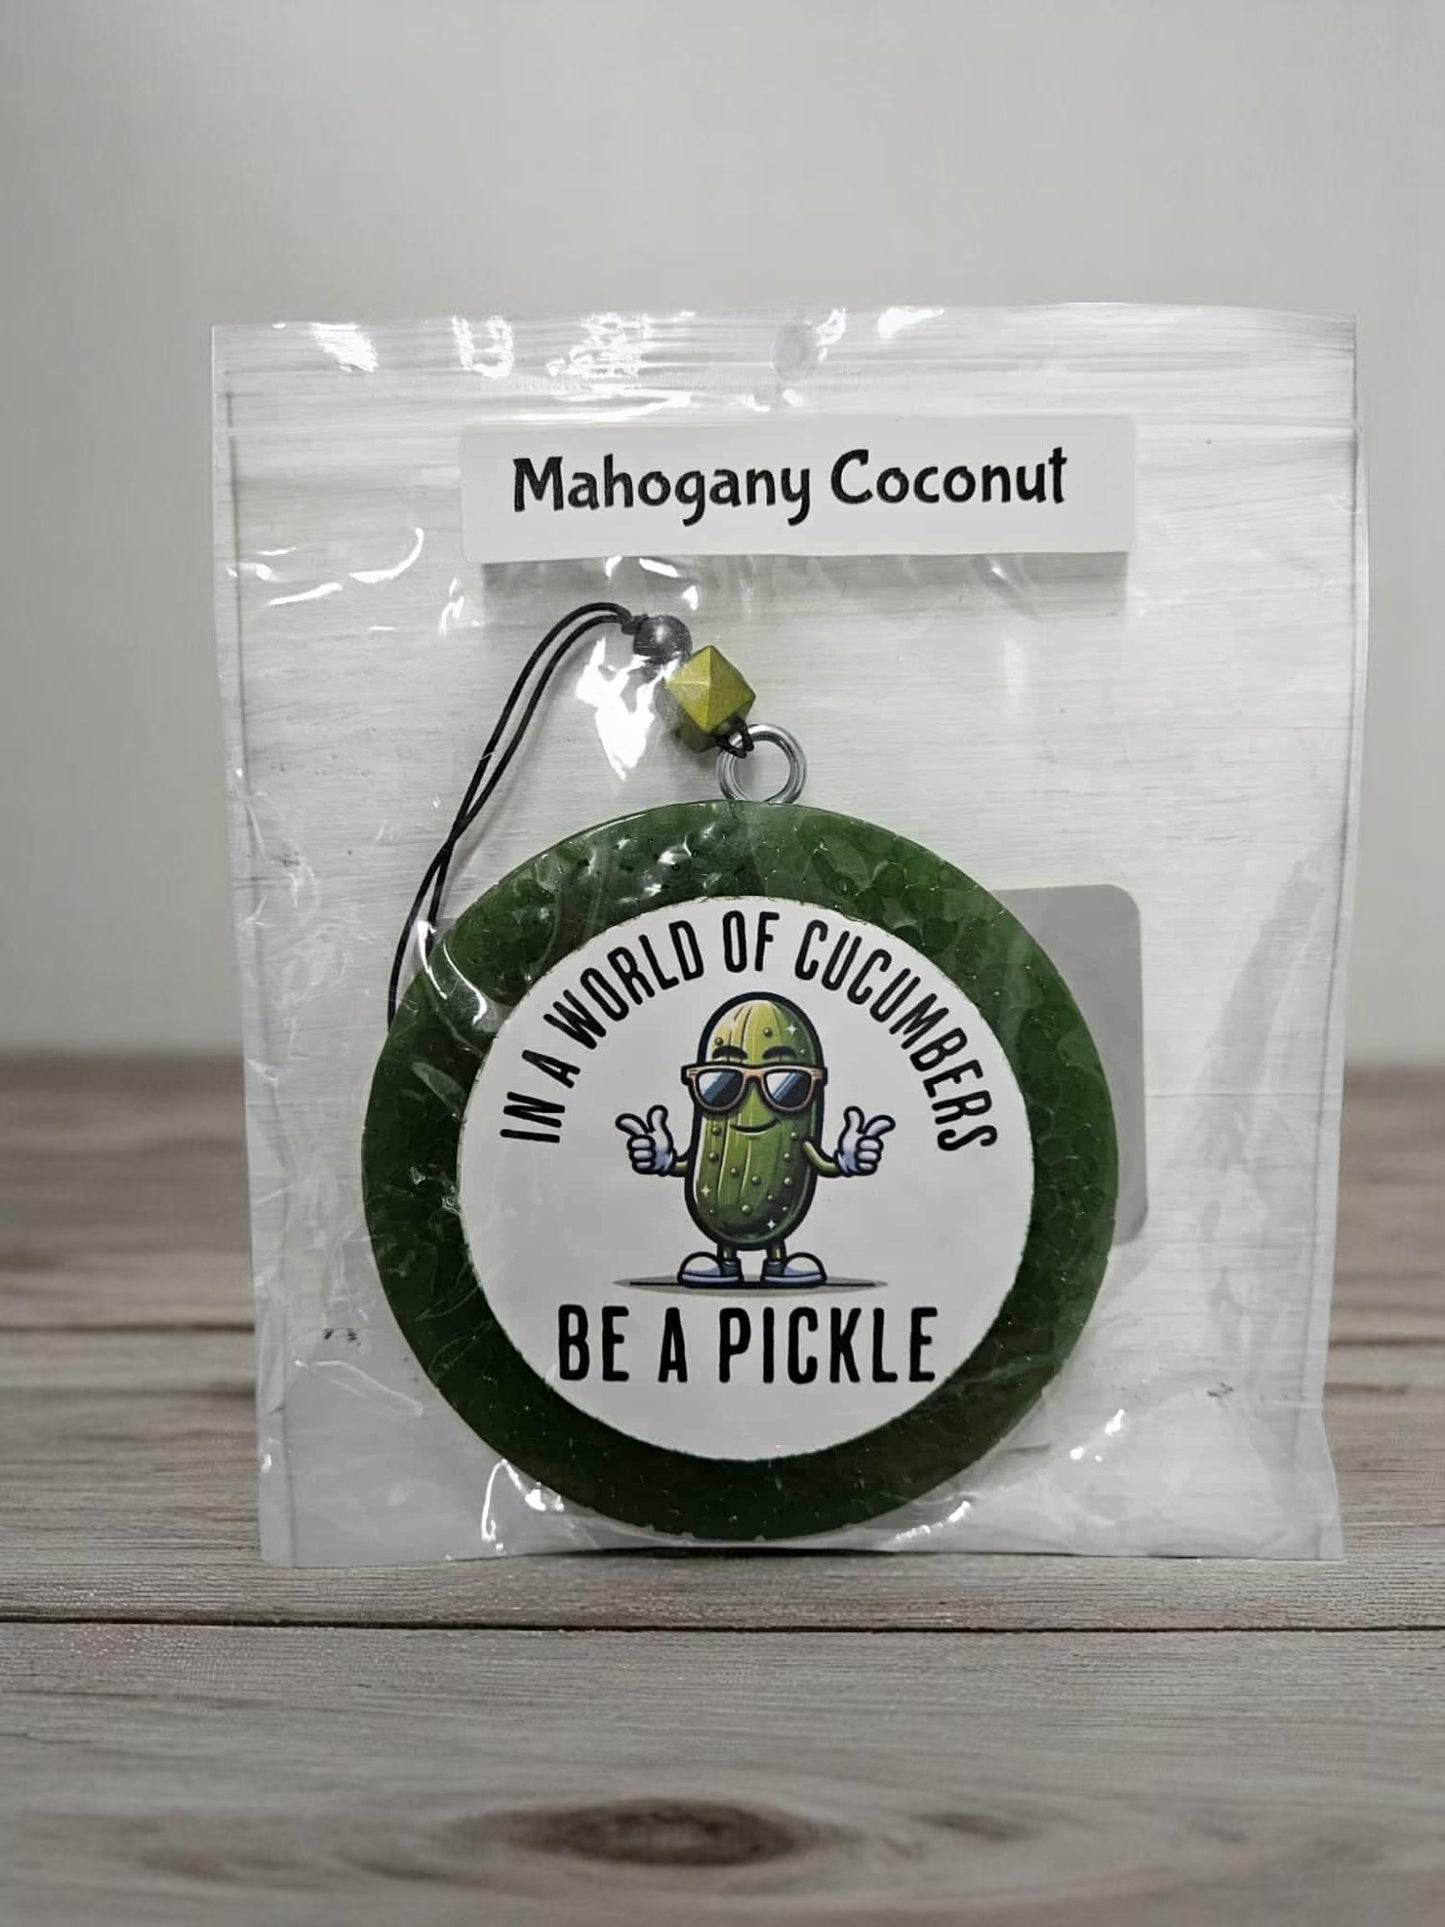 Mahogany Coconut
IN A WORLD OF CUCUMBERS
BE A PICKLE